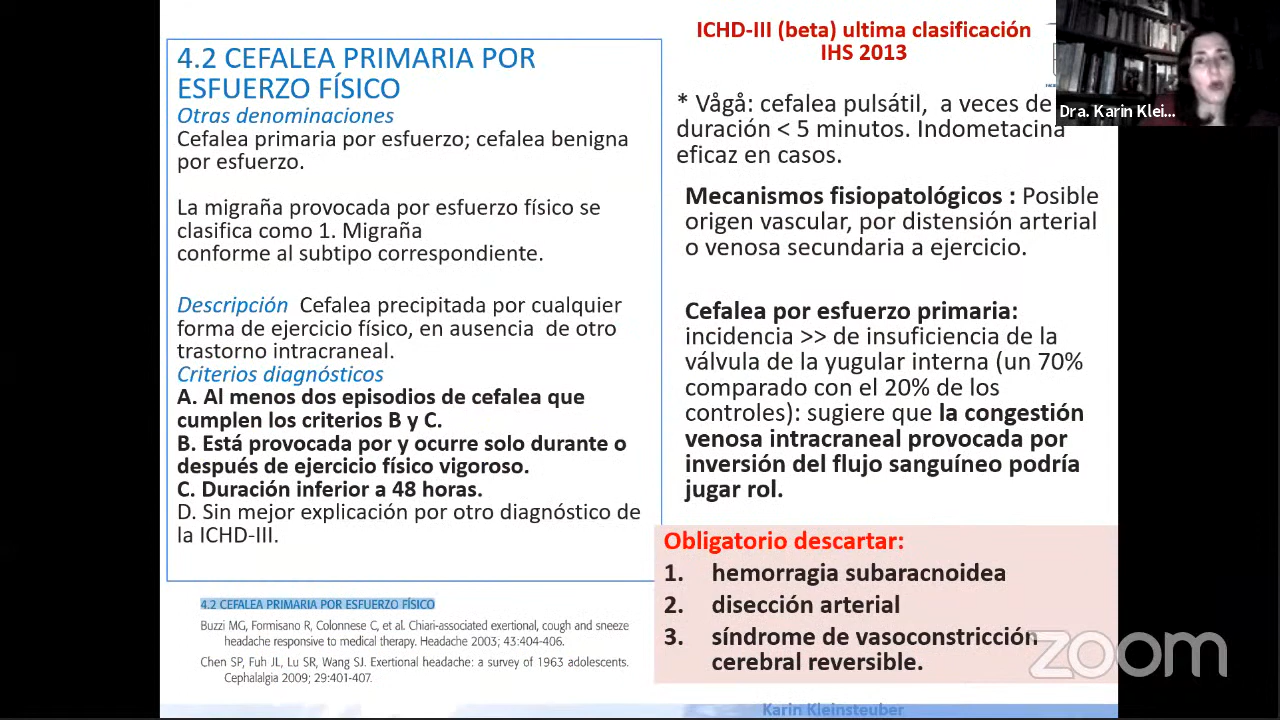 4.2 CEFALEA PRIMARIA POR
ESFUERZO FÍSICO
Otras denominaciones
Cefalea primaria por esfuerzo; cefalea benigna
por esfuerzo.
La migraña provocada por esfuerzo físico se
clasifica como 1. Migraña
conforme al subtipo correspondiente.
Descripción Cefalea precipitada por cualquier
forma de ejercicio físico, en ausencia de otro
trastorno intracraneal.
Criterios diagnósticos
A. Al menos dos episodios de cefalea que
cumplen los criterios B y C.
B. Está provocada por y ocurre solo durante o
después de ejercicio físico vigoroso.
C. Duración inferior a 48 horas.
D. Sin mejor explicación por otro diagnóstico de
la ICHD-III.
4.2 CEFALEA PRIMARIA POR ESFUERZO FÍSICO
Buzzi MG, Formisano R, Colonnese C, et al. Chiari-associated exertional, cough and sneeze
headache responsive to medical therapy. Headache 2003; 43:404-406.
Chen SP, Fuh JL, Lu SR, Wang SJ. Exertional headache: a survey of 1963 adolescents.
Cephalalgia 2009; 29:401-407.
ICHD-III (beta) ultima clasificación
IHS 2013
* Vågå: cefalea pulsátil, a veces de
duración < 5 minutos. Indometacina
eficaz en casos.
Mecanismos fisiopatológicos : Posible
origen vascular, por distensión arterial
o venosa secundaria a ejercicio.
Cefalea por esfuerzo primaria:
incidencia >> de insuficiencia de la
válvula de la yugular interna (un 70%
comparado con el 20% de los
controles): sugiere que la congestión
venosa intracraneal provocada por
inversión del flujo sanguíneo podría
jugar rol.
Obligatorio descartar:
1. hemorragia subaracnoidea
2. disección arterial
3. síndrome de vasoconstricción
cerebral reversible.
Karin Kleinsteuber
Dra. Karin Klei...
zoom